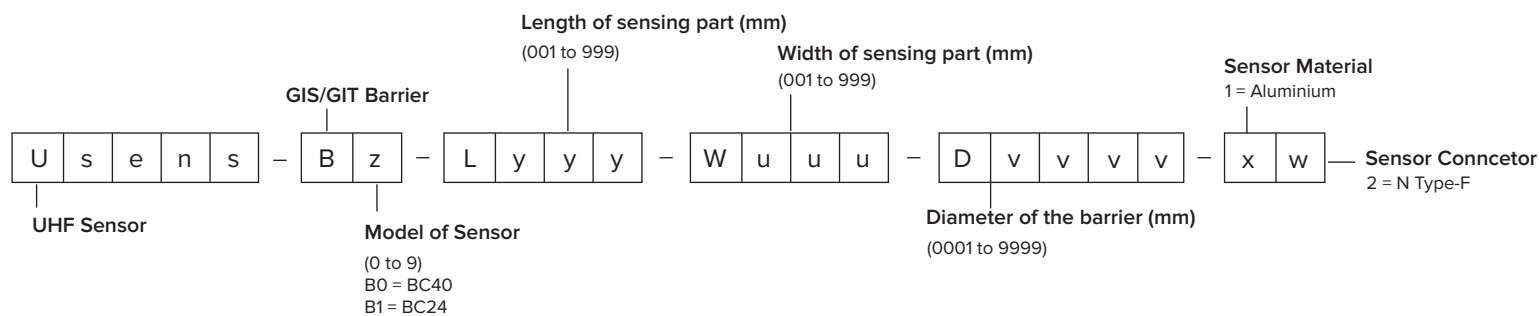 Length of sensing part (mm)
(001 to 999)
Width of sensing part (mm)
(001 to 999)
Sensor Material
1 = Aluminium
GIS/GIT Barrier
U s e n s – B z – L y y y – W u u u – D v v v v – x w
Sensor Conncetor
2 = N Type-F
UHF Sensor
Model of Sensor
(0 to 9)
B0 = BC40
B1 = BC24
Diameter of the barrier (mm)
(0001 to 9999)